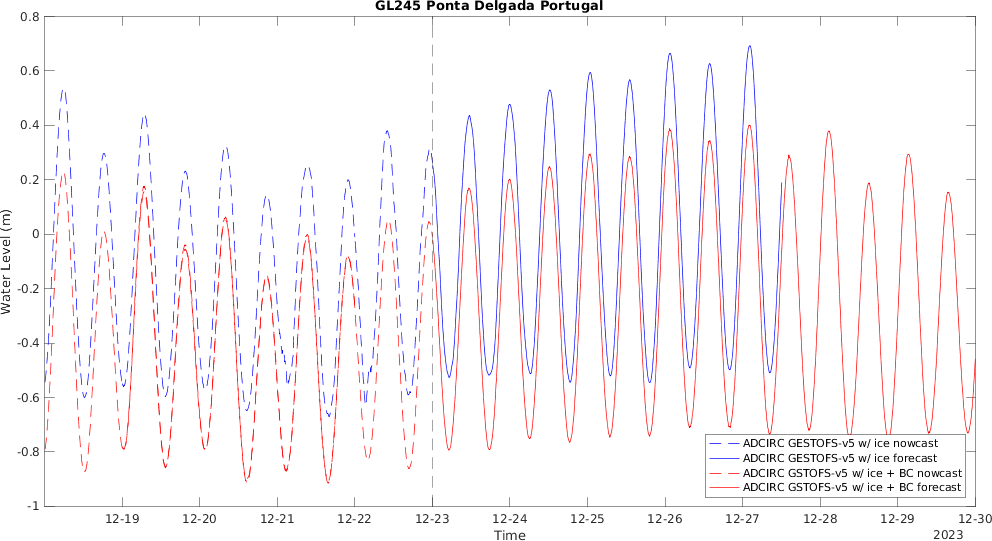 GL245 Ponta Delgada Portugal
Water Level (m)
0.8
0.6
0.4
0.2
0
-0.2
-0.4
-0.6
-0.8
-1
ADCIRC GESTOFS-v5 w/ ice nowcast
ADCIRC GESTOFS-v5 w/ ice forecast
ADCIRC GSTOFS-v5 w/ ice + BC nowcast
ADCIRC GSTOFS-v5 w/ ice + BC forecast
12-19 12-20 12-21 12-22 12-23 12-24 12-25 12-26 12-27 12-28 12-29 12-30
Time
2023